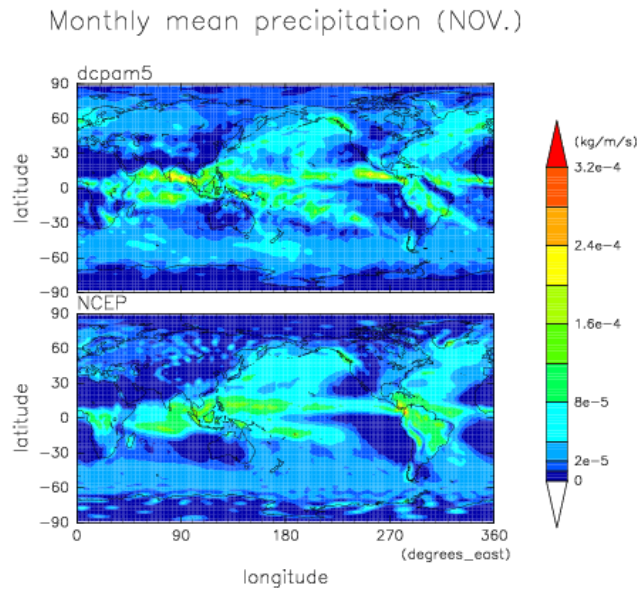 Monthly mean precipitation (NOV.)
dcpam5
90
60
30
0
−30
−60
−90
latitude
NCEP
90
60
30
0
−30
−60
−90
latitude
0 90 180 270 360
(degrees_east)
longitude
(kg/m/s)
3.2e−4
2.4e−4
1.6e−4
8e−5
2e−5
0